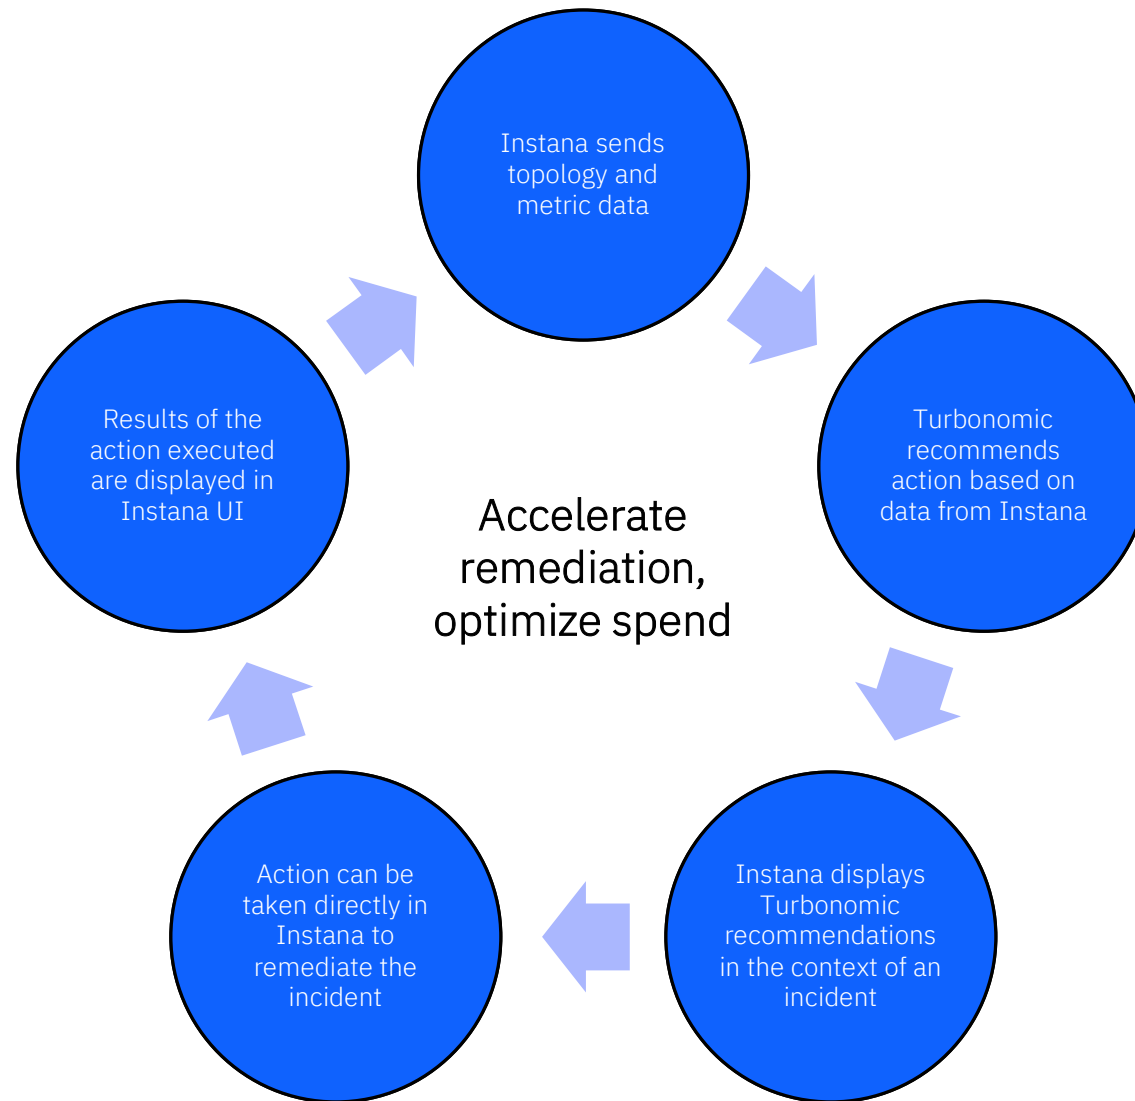 Instana sends
topology and
metric data
Turbonomic
recommends
action based on
data from Instana
Instana displays
Turbonomic
recommendations
in the context of an
incident
Action can be
taken directly in
Instana to
remediate the
incident
Results of the
action executed
are displayed in
Instana UI
Accelerate
remediation,
optimize spend